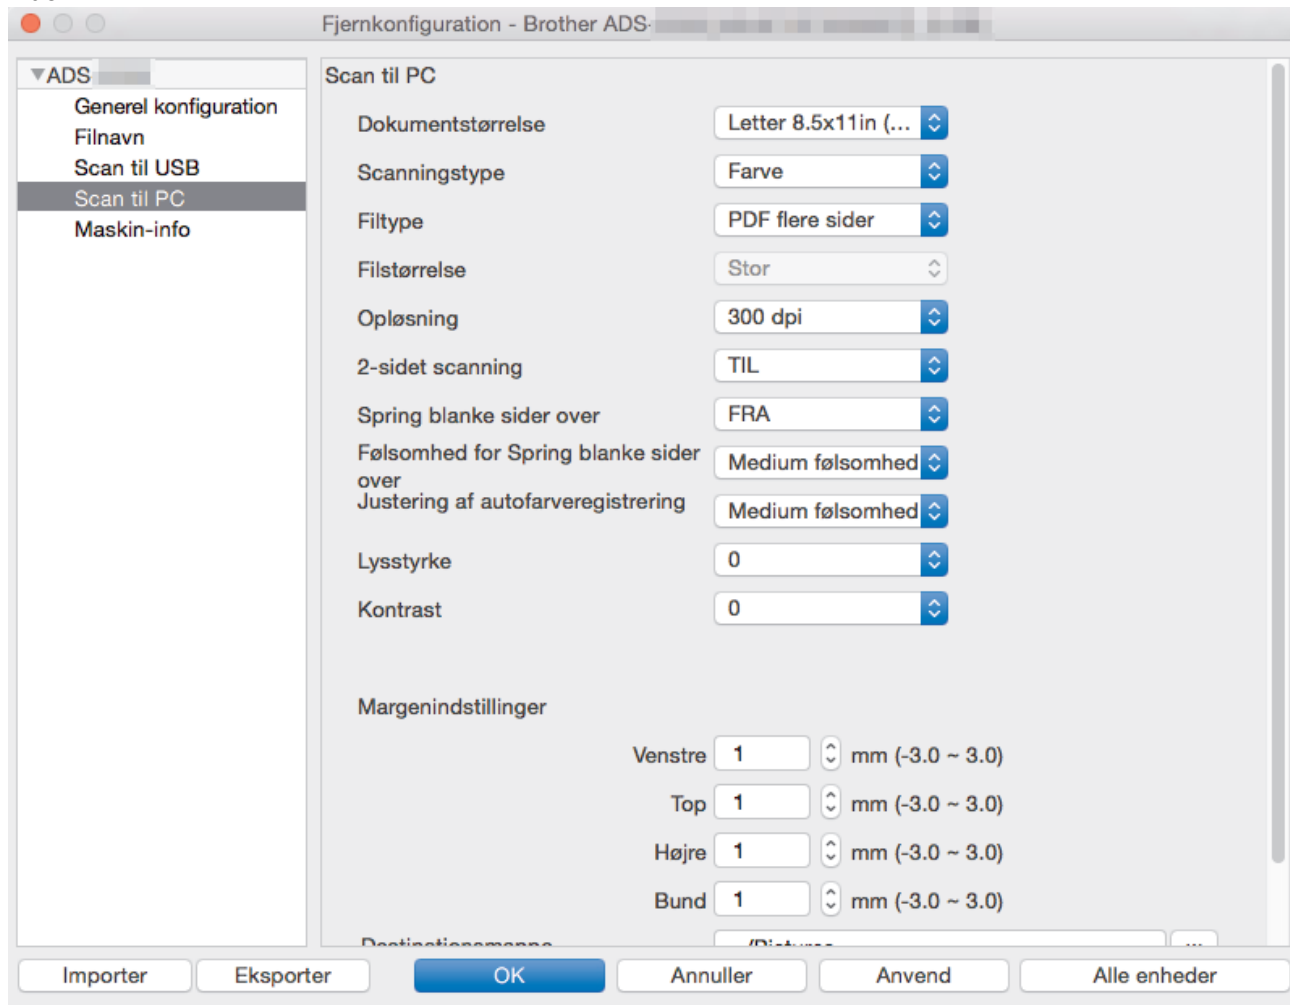 Fjernkonfiguration - Brother ADS-
ADS
Generel konfiguration
Filnavn
Scan til USB
Scan til PC
Maskin-info
Scan til PC
Dokumentstørrelse Letter 8.5x11in (...
Scanningstype Farve
Filtype PDF flere sider
Filstørrelse Stor
Opløsning 300 dpi
2-sidet scanning TIL
Spring blanke sider over FRA
Følsomhed for Spring blanke sider
over Medium følsomhed
Justering af autofarveregistrering Medium følsomhed
Lysstyrke 0
Kontrast 0
Margenindstillinger
Venstre 1 mm (-3.0 ~ 3.0)
Top 1 mm (-3.0 ~ 3.0)
Højre 1 mm (-3.0 ~ 3.0)
Bund 1 mm (-3.0 ~ 3.0)
Destinationsmappe /Pictures ...
Importer Eksporter OK Annuller Anvend Alle enheder